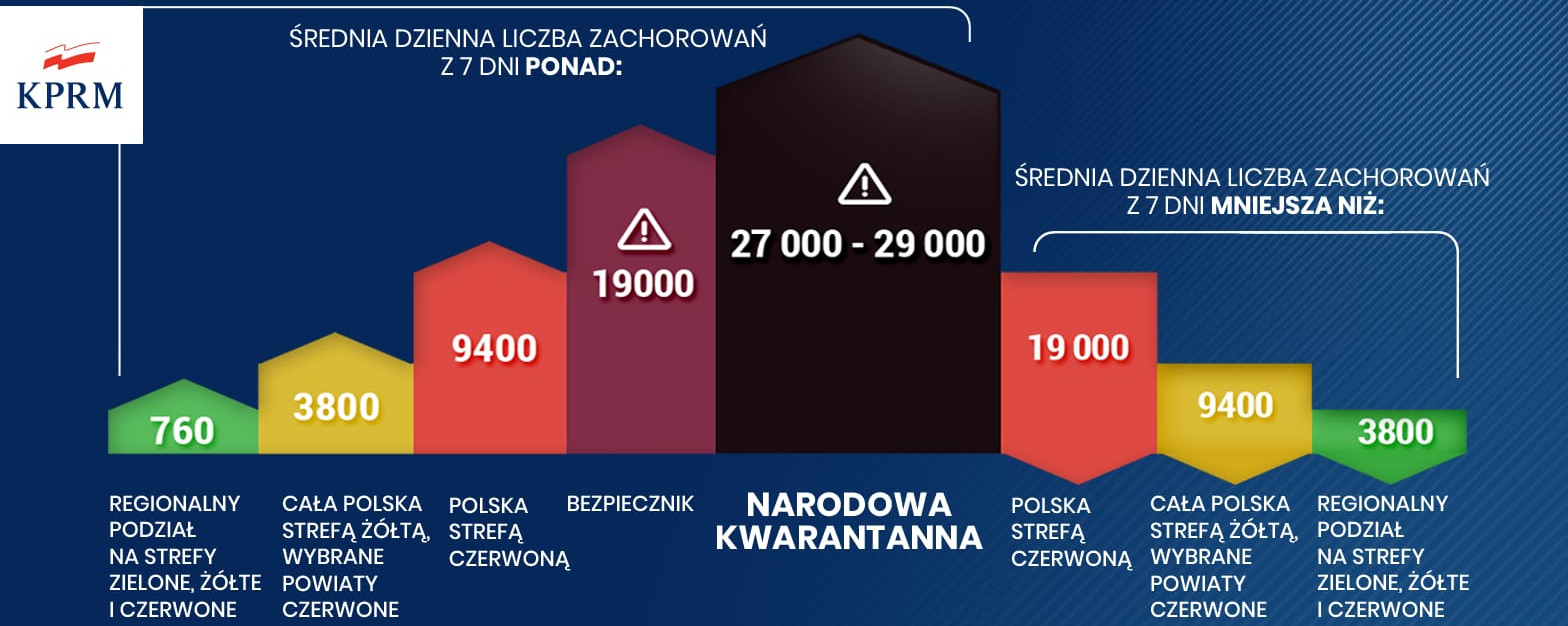 KPRM
ŚREDNIA DZIENNA LICZBA ZACHOROWAŃ
Z 7 DNI PONAD:
ŚREDNIA DZIENNA LICZBA ZACHOROWAŃ
Z 7 DNI MNIEJSZA NIŻ:
760
3800
9400
19000
27 000 - 29 000
19 000
9400
3800
REGIONALNY
PODZIAŁ
NA STREFY
ZIELONE, ŻÓŁTE
I CZERWONE
CAŁA POLSKA
STREFĄ ŻÓŁTĄ,
WYBRANE
POWIATY
CZERWONE
POLSKA
STREFĄ
CZERWONĄ
BEZPIECZNIK
NARODOWA
KWARANTANNA
POLSKA
STREFĄ
CZERWONĄ
CAŁA POLSKA
STREFĄ ŻÓŁTĄ,
WYBRANE
POWIATY
CZERWONE
REGIONALNY
PODZIAŁ
NA STREFY
ZIELONE, ŻÓŁTE
I CZERWONE